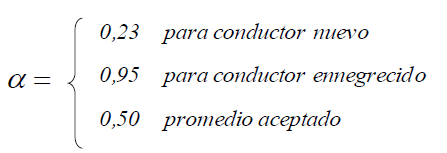 0,23 para conductor nuevo
α = 0,95 para conductor ennegrecido
0,50 promedio aceptado